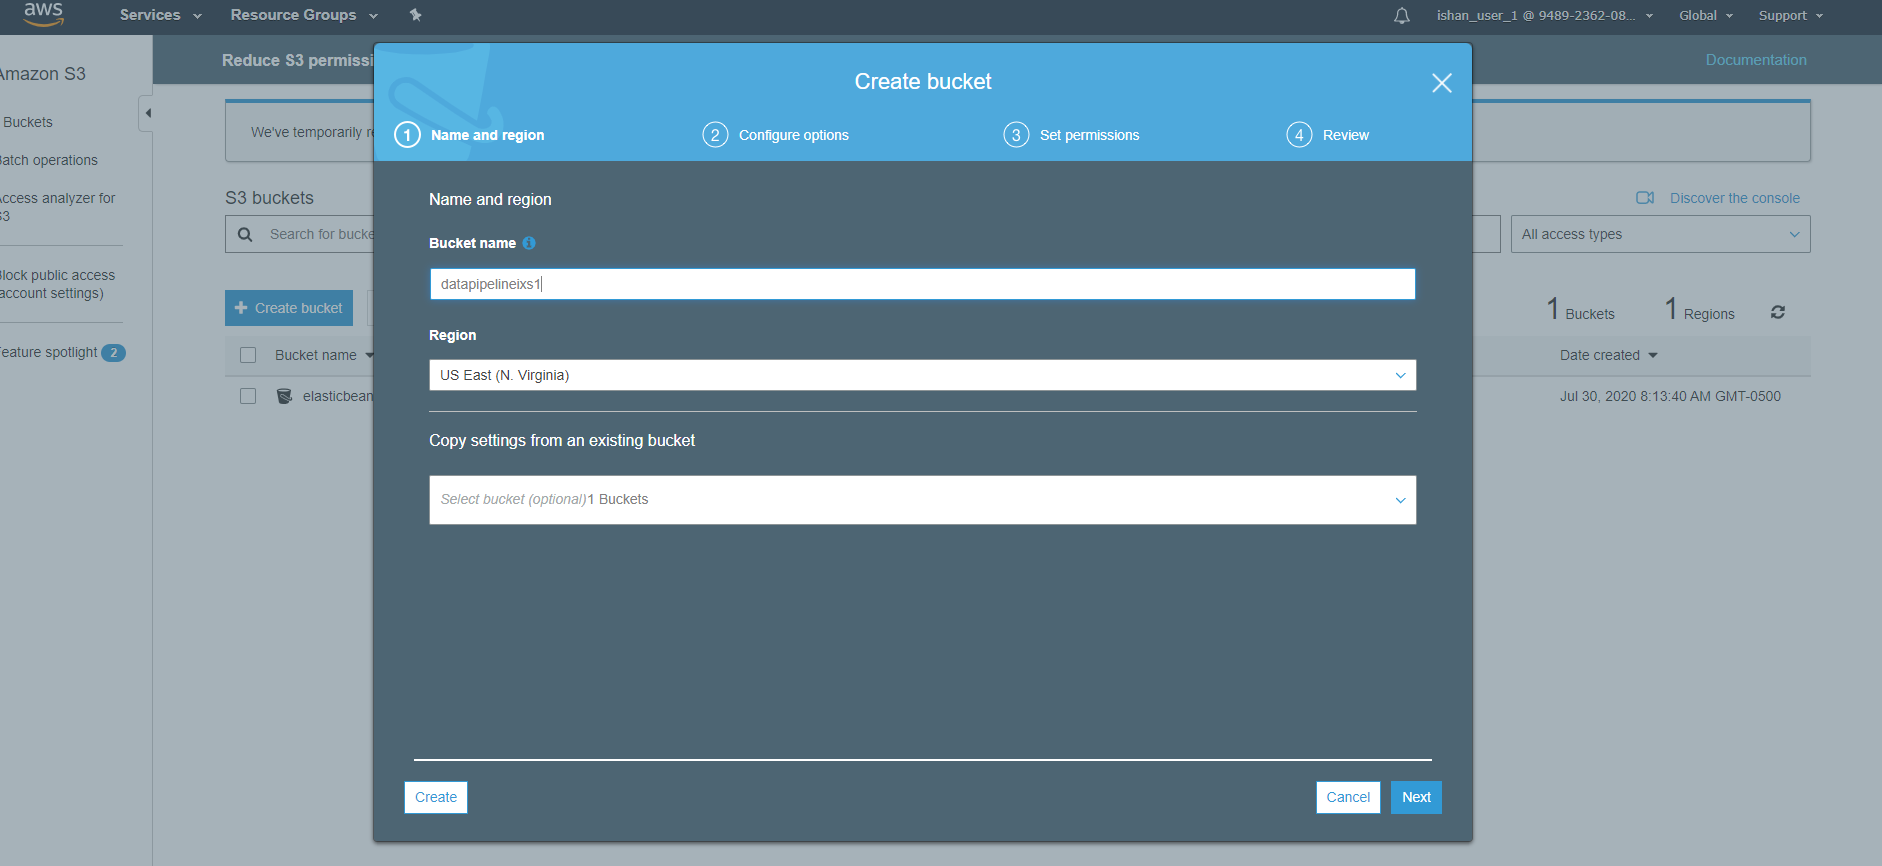 aws
Services
Resource Groups
ishan_user_1 @ 9489-2362-08...
Global
Support
Amazon S3
Buckets
Batch operations
Access analyzer for
S3
Block public access
account settings)
Feature spotlight 2
Reduce S3 permissi
Documentation
We've temporarily re
S3 buckets
Discover the console
Search for bucke
All access types
Create bucket
1 Buckets
1 Regions
Bucket name
Date created
elasticbean
Jul 30, 2020 8:13:40 AM GMT-0500
Create bucket
1 Name and region
2 Configure options
3 Set permissions
4 Review
Name and region
Bucket name
datapipelineixs1
Region
US East (N. Virginia)
Copy settings from an existing bucket
Select bucket (optional)1 Buckets
Create
Cancel
Next